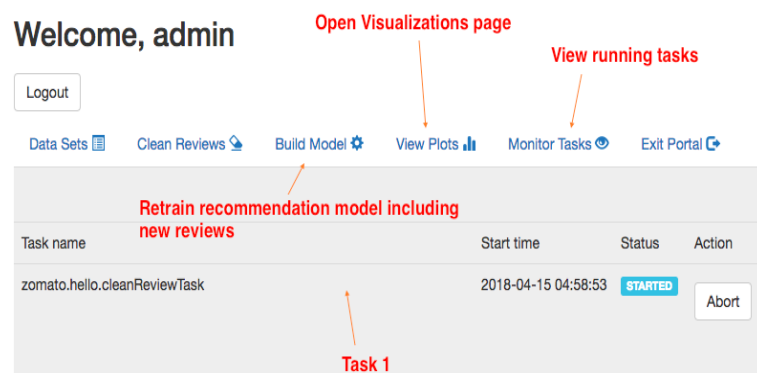 Open Visualizations page
Welcome, admin
View running tasks
Logout
Data Sets Clean Reviews Build Model View Plots Monitor Tasks Exit Portal
Retrain recommendation model including
new reviews
Task name Start time Status Action
zomato.hello.cleanReviewTask 2018-04-15 04:58:53 STARTED Abort
Task 1